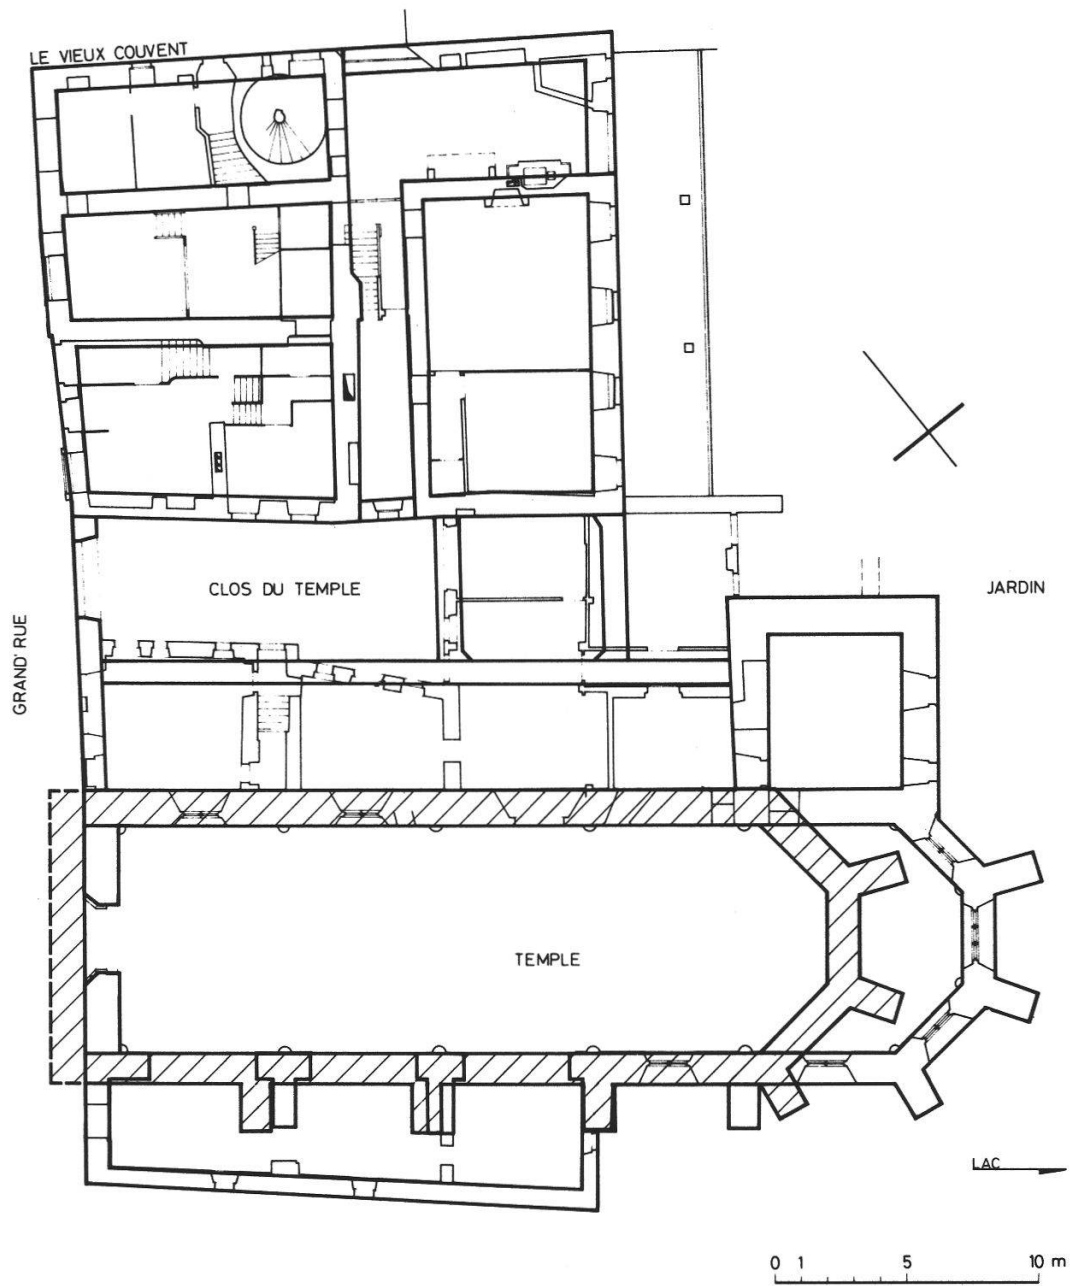 LE VIEUX COUVENT
CLOS DU TEMPLE
JARDIN
GRAND' RUE
TEMPLE
LAC
0 1 5 10 m